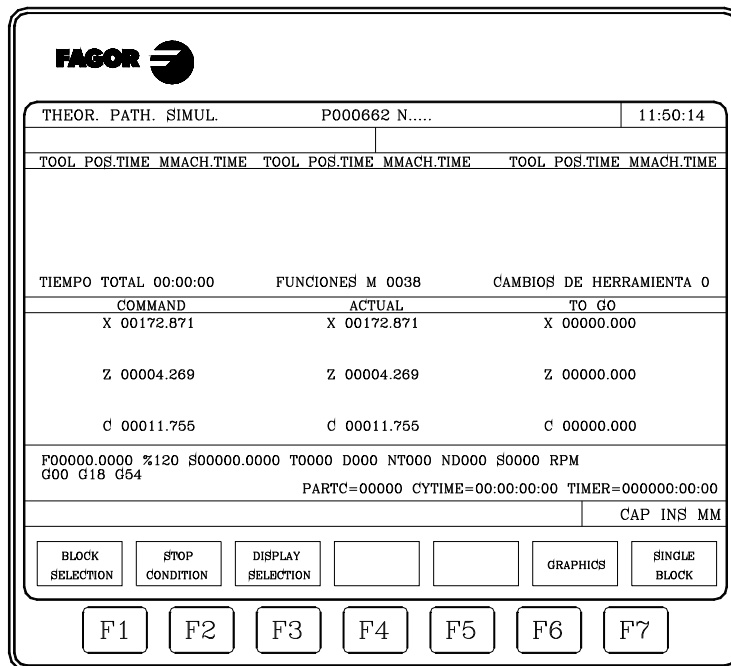 FAGOR
THEOR. PATH. SIMUL. P000662 N..... 11:50:14
TOOL POS.TIME MMACH.TIME TOOL POS.TIME MMACH.TIME TOOL POS.TIME MMACH.TIME
TIEMPO TOTAL 00:00:00 FUNCIONES M 0038 CAMBIOS DE HERRAMIENTA 0
COMMAND ACTUAL TO GO
X 00172.871 X 00172.871 X 00000.000
Z 00004.269 Z 00004.269 Z 00000.000
C 00011.755 C 00011.755 C 00000.000
F00000.0000 %120 S00000.0000 T0000 D000 NT000 ND000 S0000 RPM
G00 G18 G54
PARTC=00000 CYTIME=00:00:00:00 TIMER=000000:00:00
CAP INS MM
BLOCK SELECTION STOP CONDITION DISPLAY SELECTION GRAPHICS SINGLE BLOCK
F1 F2 F3 F4 F5 F6 F7